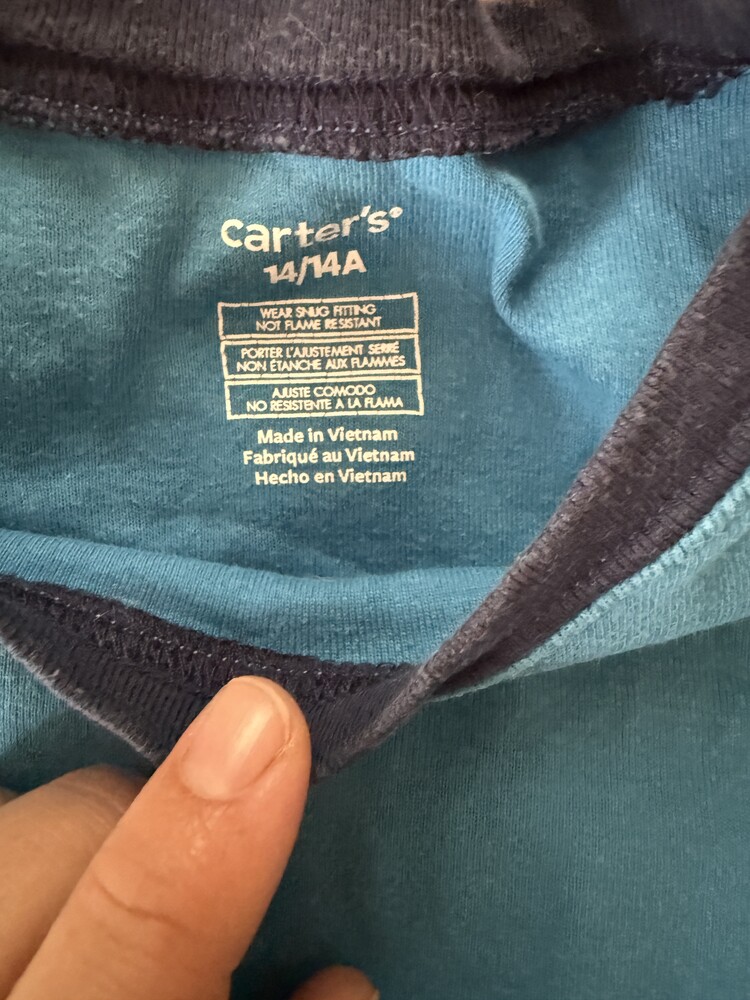 Carter's®
14/14A
WEAR SNUG FITTING
NOT FLAME RESISTANT
PORTER L'AJUSTEMENT SERRÉ
NON ÉTANCHE AUX FLAMMES
AJUSTE COMODO
NO RESISTENTE A LA FLAMA
Made in Vietnam
Fabriqué au Vietnam
Hecho en Vietnam